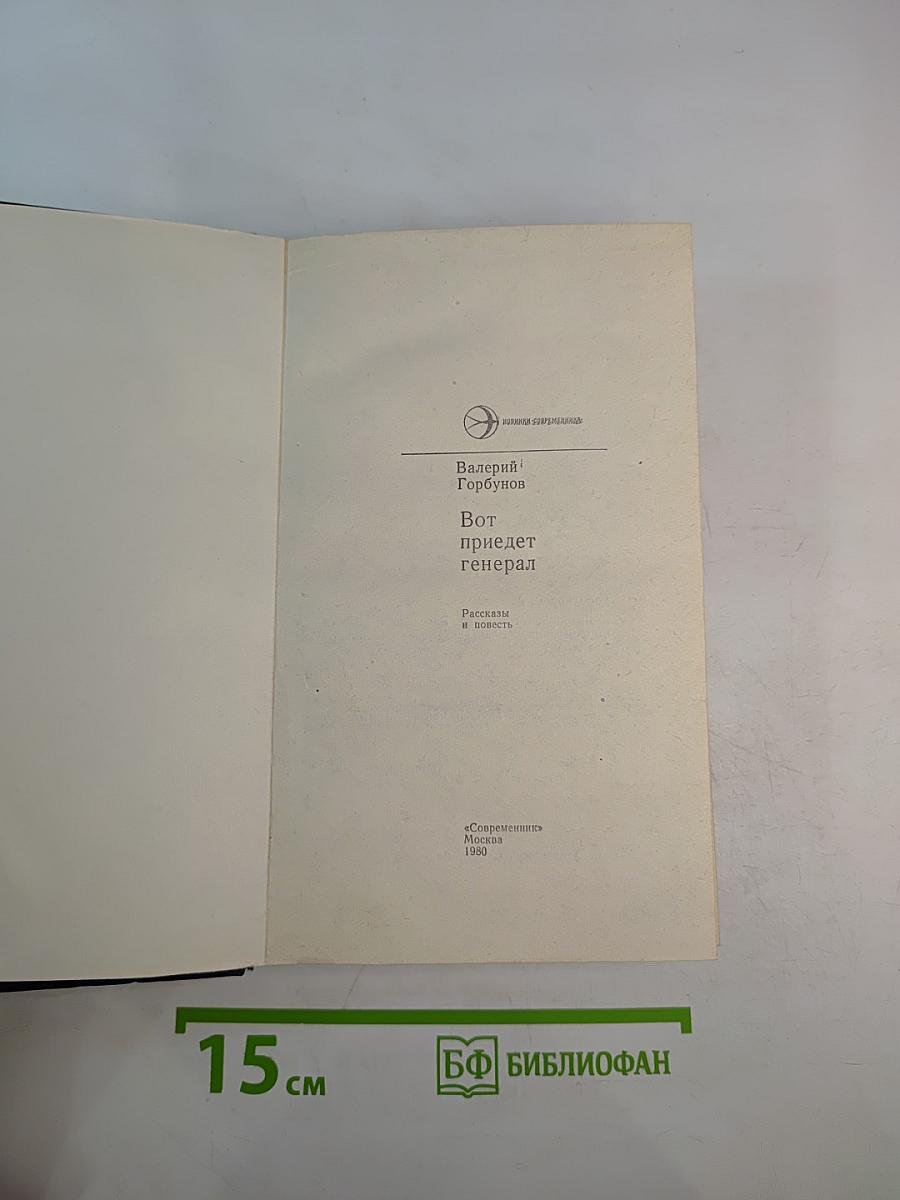 НОВИНКИ «СОВРЕМЕННИКА»
Валерий
Горбунов
Вот
приедет
генерал
Рассказы
и повесть
«Современник»
Москва
1980
15 см
БФ БИБЛИОФАН